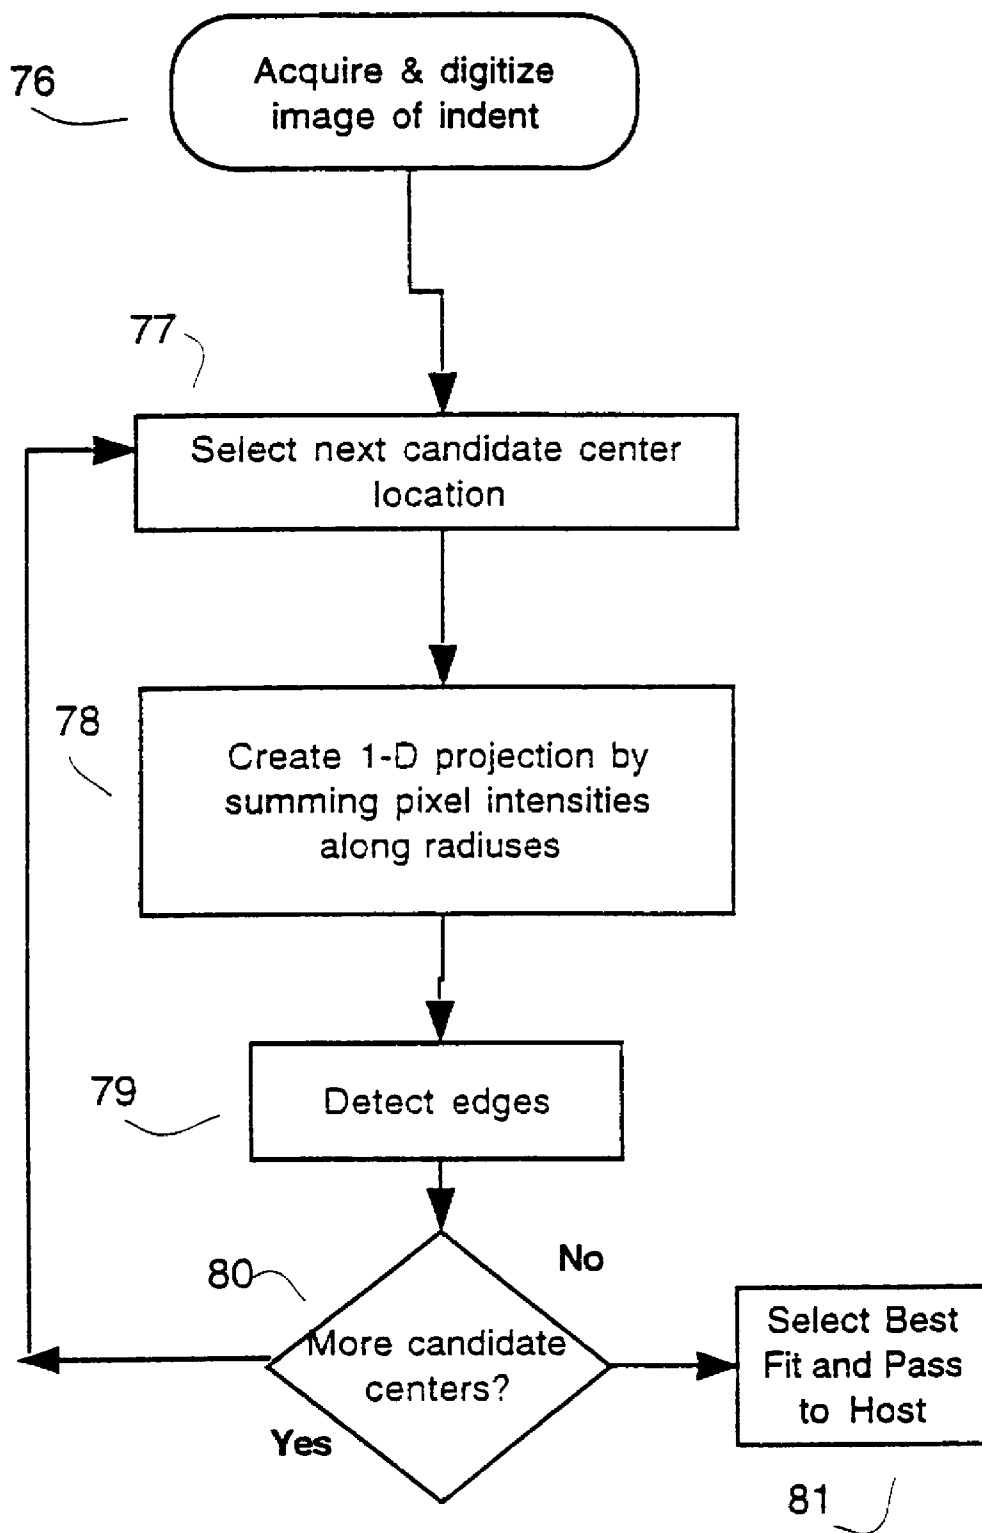 76
Acquire & digitize
image of indent
77
Select next candidate center
location
78
Create 1-D projection by
summing pixel intensities
along radiuses
79
Detect edges
80
No
More candidate
centers?
Yes
Select Best
Fit and Pass
to Host
81